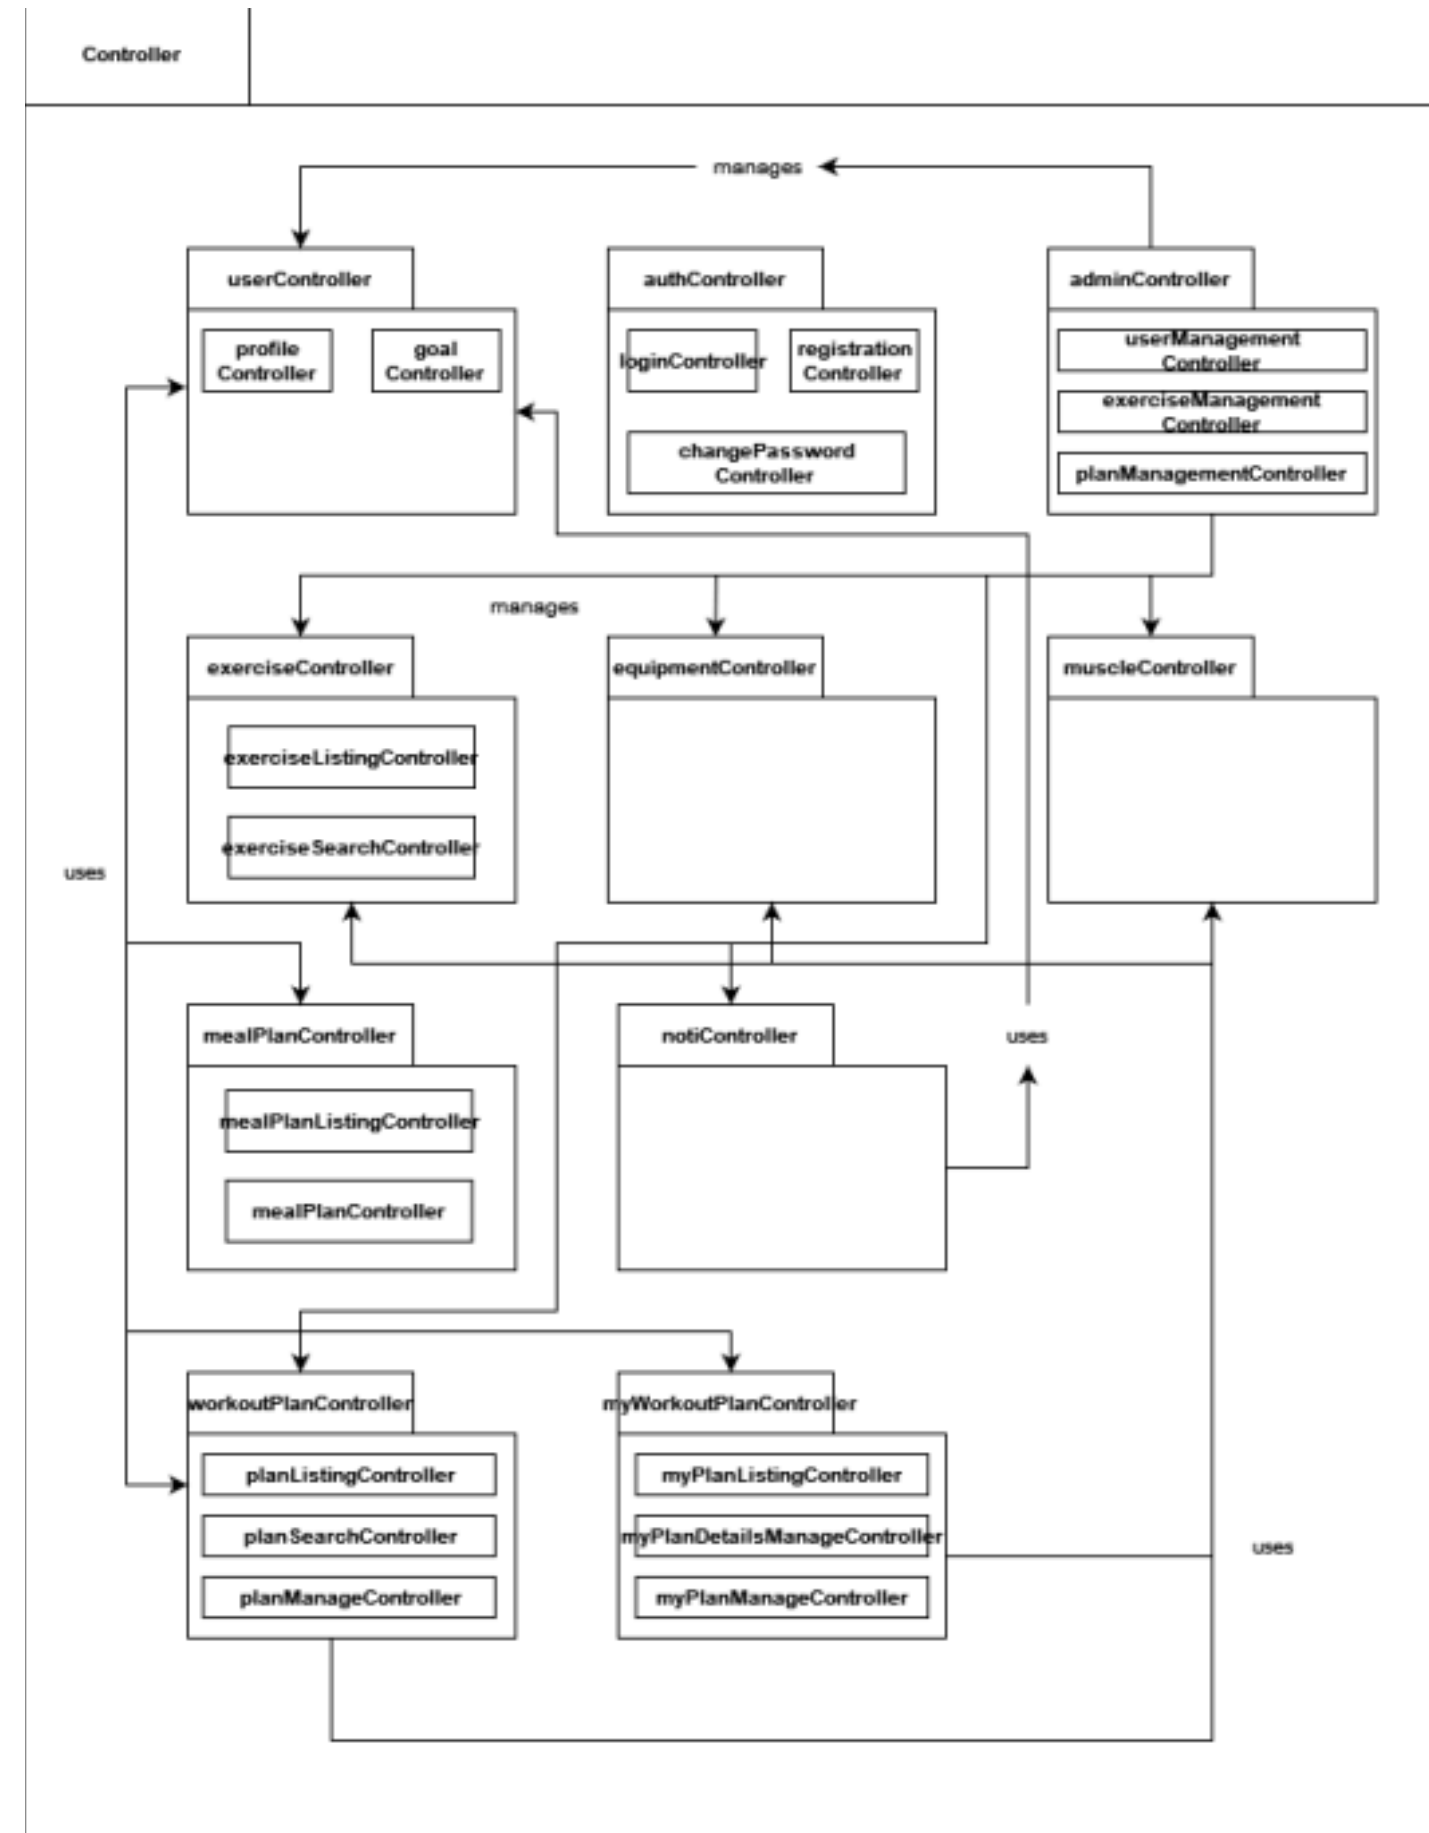 Controller
manages
userController
authController
adminController
profile
Controller
goal
Controller
loginController
registration
Controller
changePassword
Controller
userManagement
Controller
exerciseManagement
Controller
planManagementController
manages
exerciseController
equipmentController
muscleController
exerciseListingController
exerciseSearchController
uses
mealPlanController
notiController
uses
mealPlanListingController
mealPlanController
workoutPlanController
myWorkoutPlanController
planListingController
planSearchController
planManageController
myPlanListingController
myPlanDetailsManageController
myPlanManageController
uses